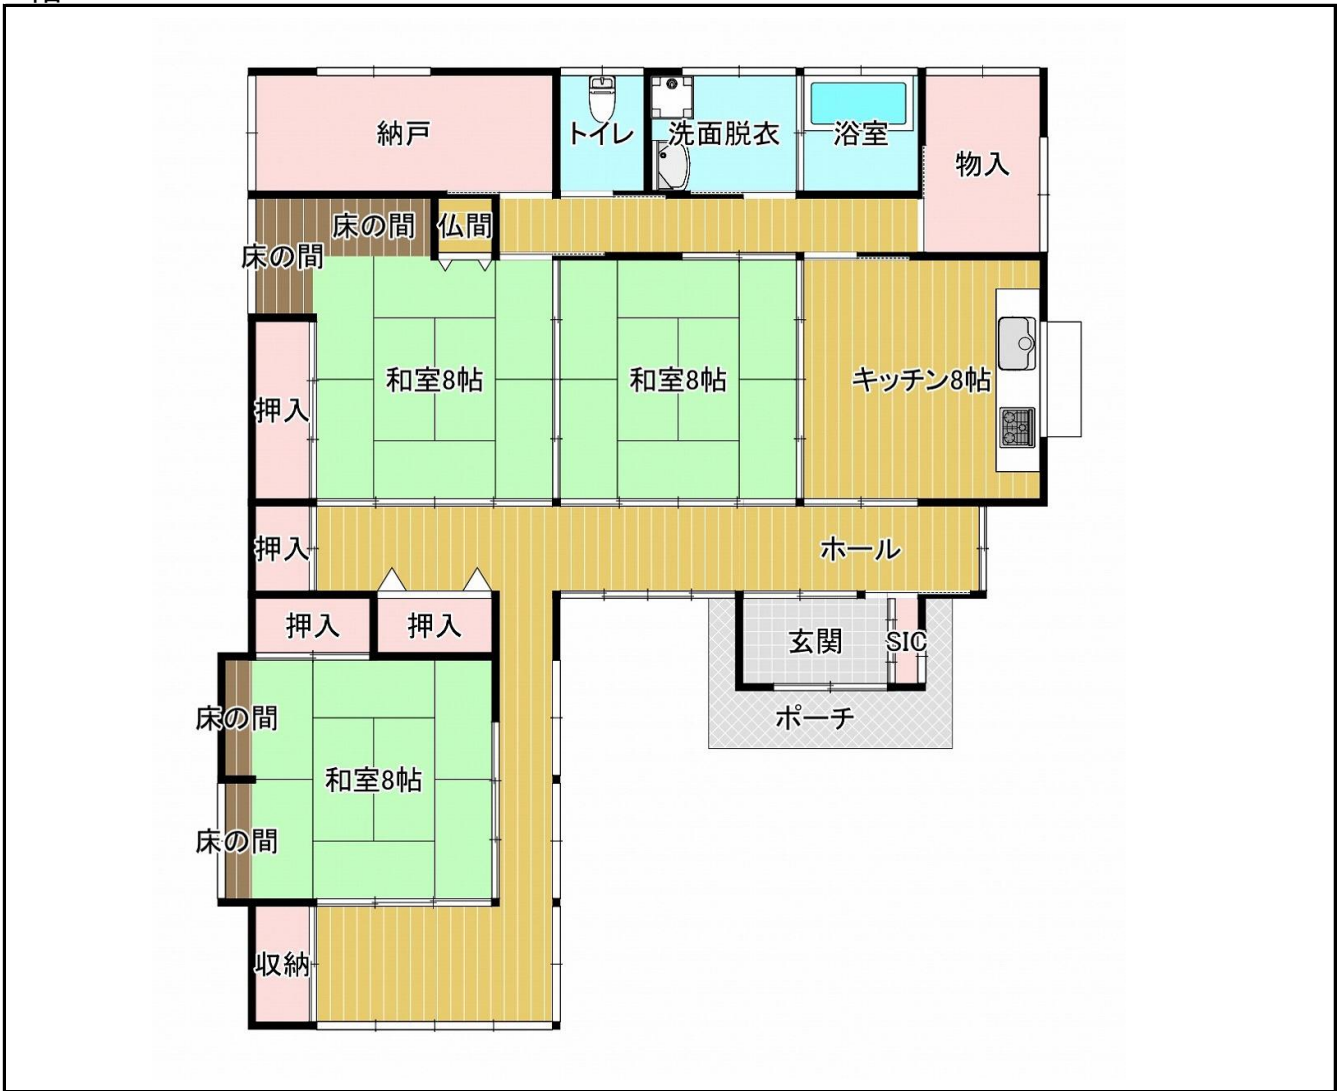 納戸
トイレ
洗面脱衣
浴室
物入
床の間
仏間
床の間
和室8帖
和室8帖
キッチン8帖
押入
押入
ホール
押入
押入
玄関
SIC
床の間
ポーチ
和室8帖
床の間
収納